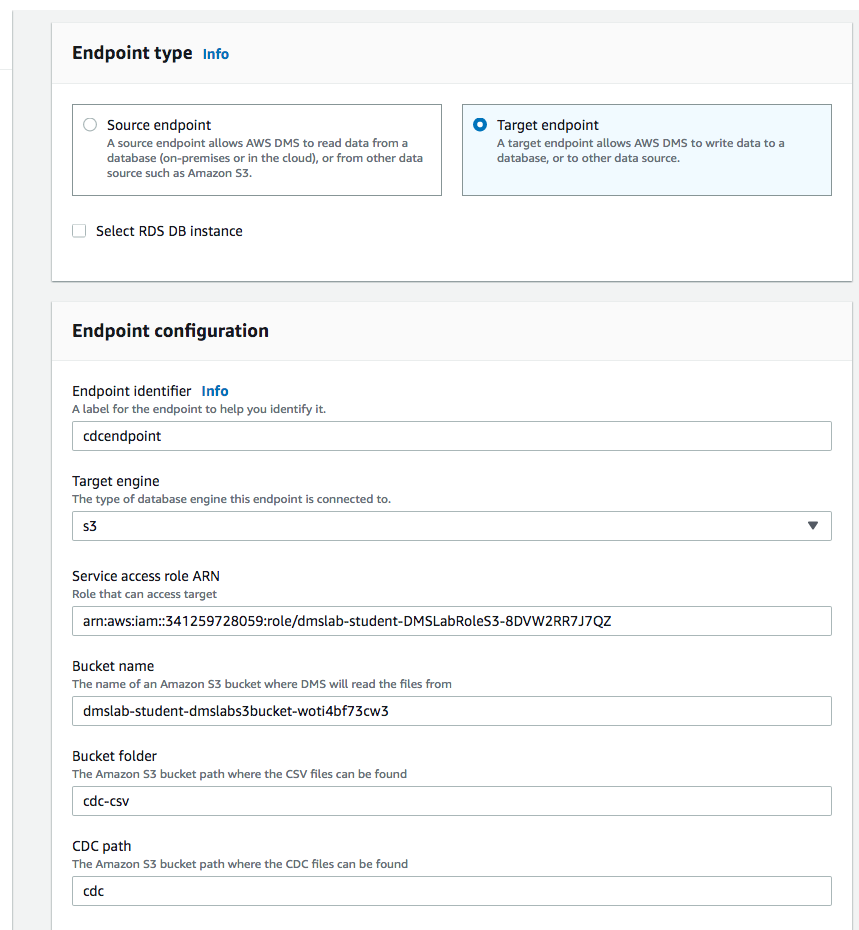 Endpoint type Info
Source endpoint
A source endpoint allows AWS DMS to read data from a
database (on-premises or in the cloud), or from other data
source such as Amazon S3.
Target endpoint
A target endpoint allows AWS DMS to write data to a
database, or to other data source.
Select RDS DB instance
Endpoint configuration
Endpoint identifier Info
A label for the endpoint to help you identify it.
cdcendpoint
Target engine
The type of database engine this endpoint is connected to.
s3
Service access role ARN
Role that can access target
arn:aws:iam::341259728059:role/dmslab-student-DMSLabRoleS3-8DVW2RR7J7QZ
Bucket name
The name of an Amazon S3 bucket where DMS will read the files from
dmslab-student-dmslabs3bucket-woti4bf73cw3
Bucket folder
The Amazon S3 bucket path where the CSV files can be found
cdc-csv
CDC path
The Amazon S3 bucket path where the CDC files can be found
cdc